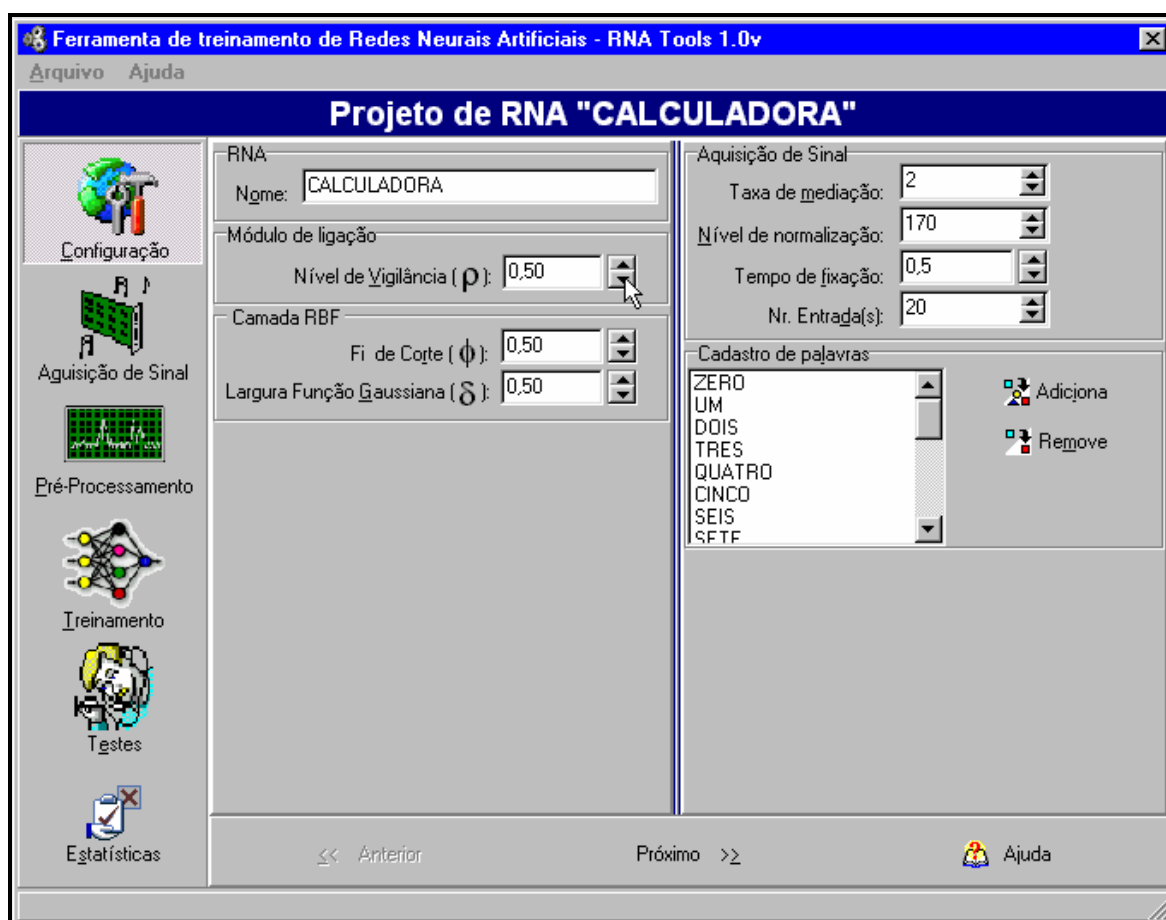 Ferramenta de treinamento de Redes Neurais Artificiais - RNA Tools 1.0v
Arquivo Ajuda
Projeto de RNA "CALCULADORA"
Configuração
Aguisição de Sinal
Pré-Processamento
Treinamento
Testes
Estatísticas
RNA
Nome: CALCULADORA
Módulo de ligação
Nível de Vigilância ( ρ ): 0,50
Camada RBF
Fi de Corte ( ϕ ): 0,50
Largura Função Gaussiana ( δ ): 0,50
Aquisição de Sinal
Taxa de mediação: 2
Nível de normalização: 170
Tempo de fixação: 0,5
Nr. Entrada(s): 20
Cadastro de palavras
ZERO
UM
DOIS
TRES
QUATRO
CINCO
SEIS
SETE
Adiciona
Remove
<< Anterior
Próximo >>
Ajuda